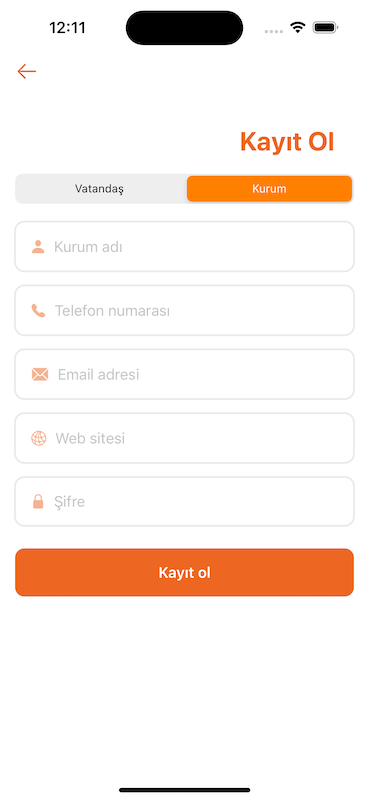 12:11
Kayıt Ol
Vatandaş Kurum
Kurum adı
Telefon numarası
Email adresi
Web sitesi
Şifre
Kayıt ol